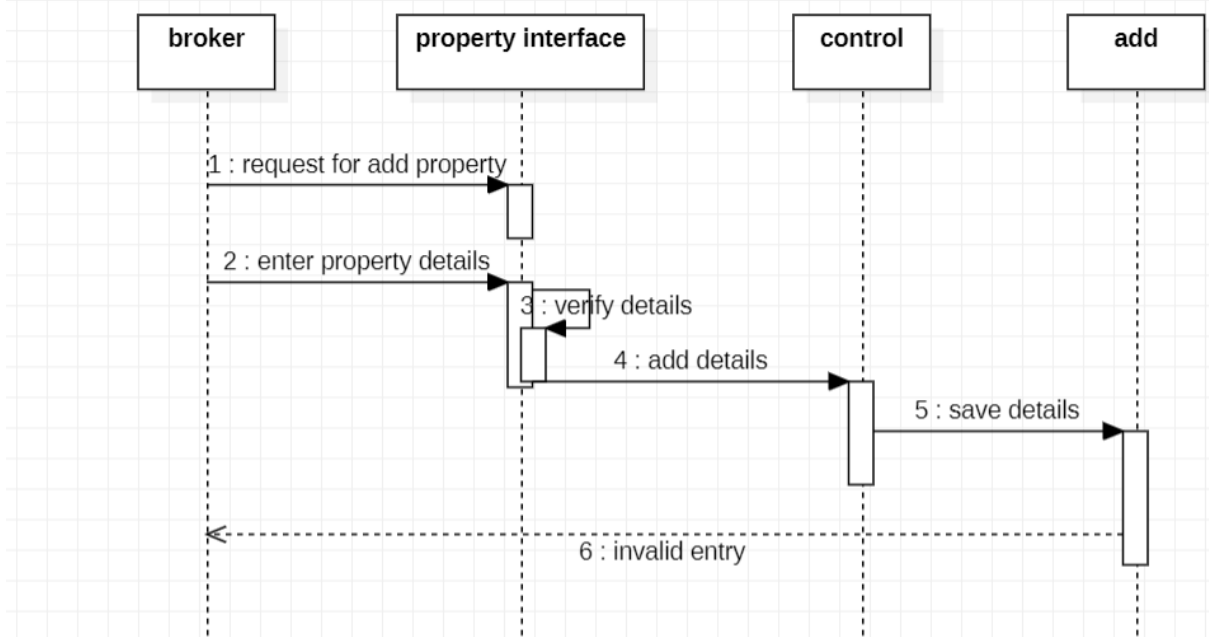 broker
property interface
control
add
1 : request for add property
2 : enter property details
3 : verify details
4 : add details
5 : save details
6 : invalid entry